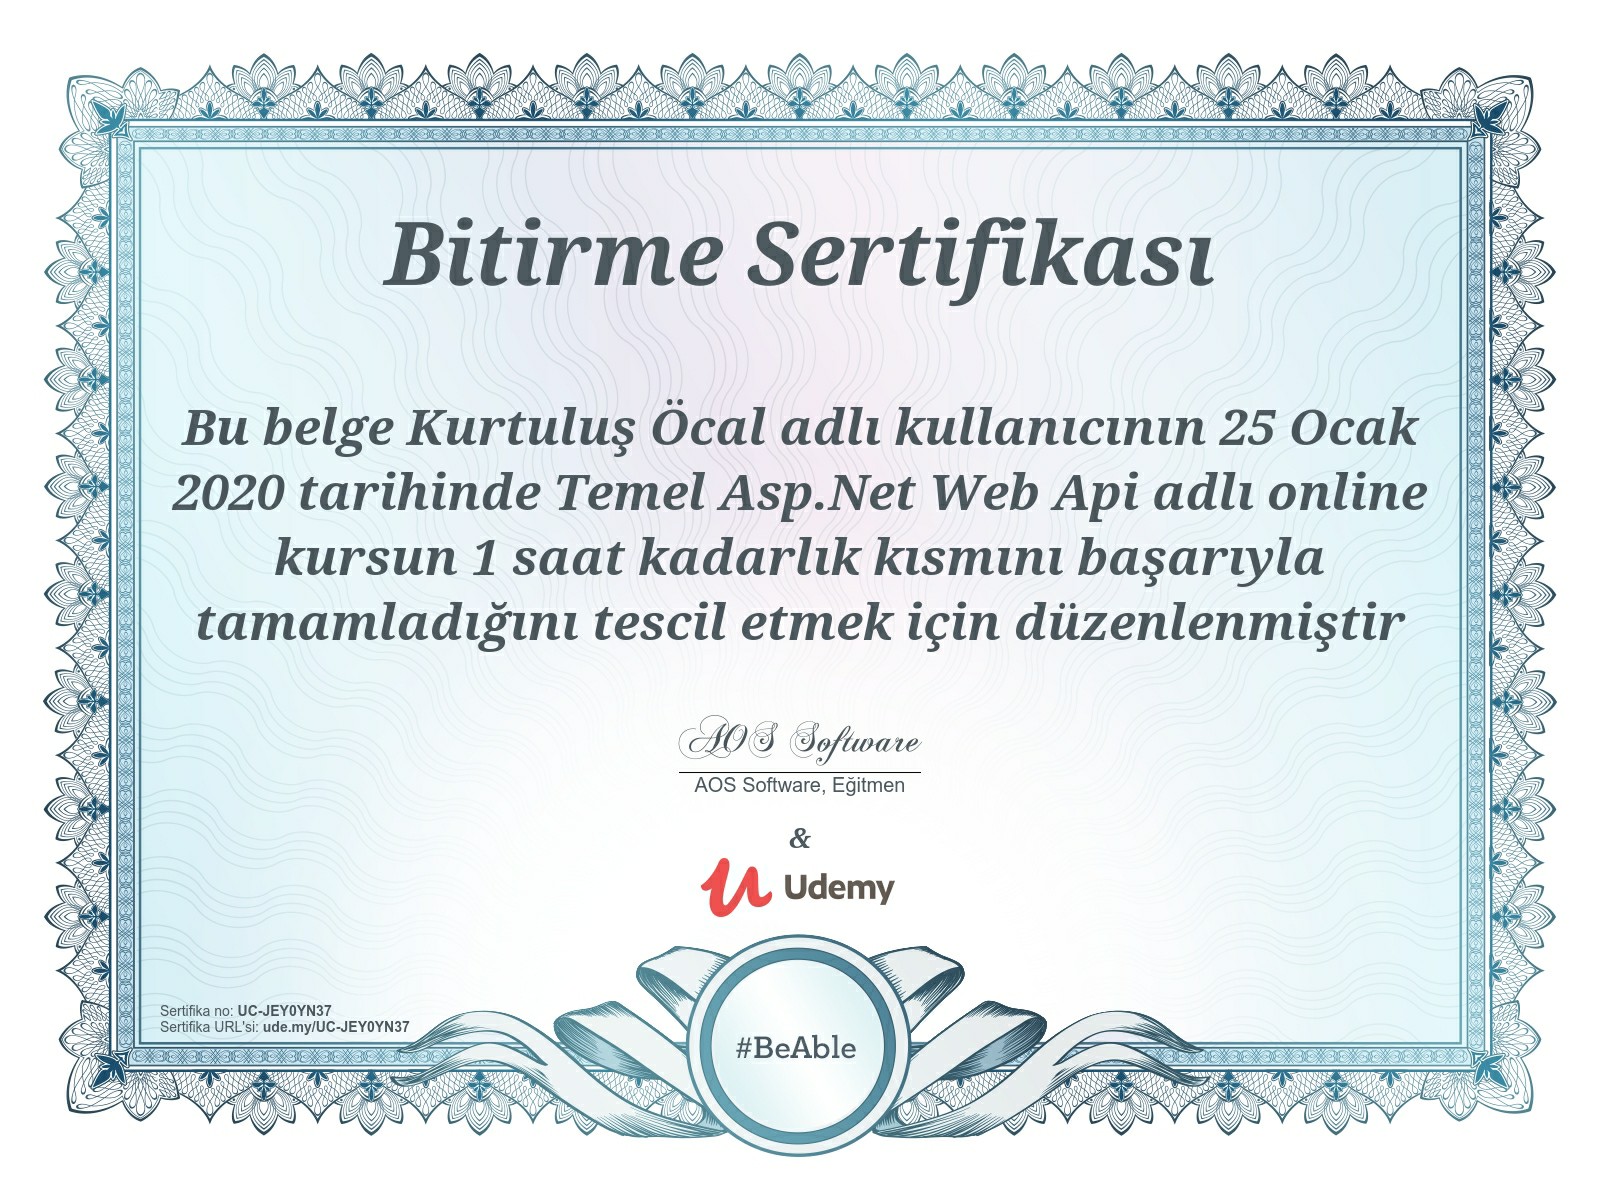 Bitirme Sertifikası
Bu belge Kurtuluş Öcal adlı kullanıcının 25 Ocak
2020 tarihinde Temel Asp.Net Web Api adlı online
kursun 1 saat kadarlık kısmını başarıyla
tamamladığını tescil etmek için düzenlenmiştir
AOS Software
AOS Software, Eğitmen
&
Udemy
Sertifika no: UC-JEY0YN37
Sertifika URL'si: ude.my/UC-JEY0YN37
#BeAble